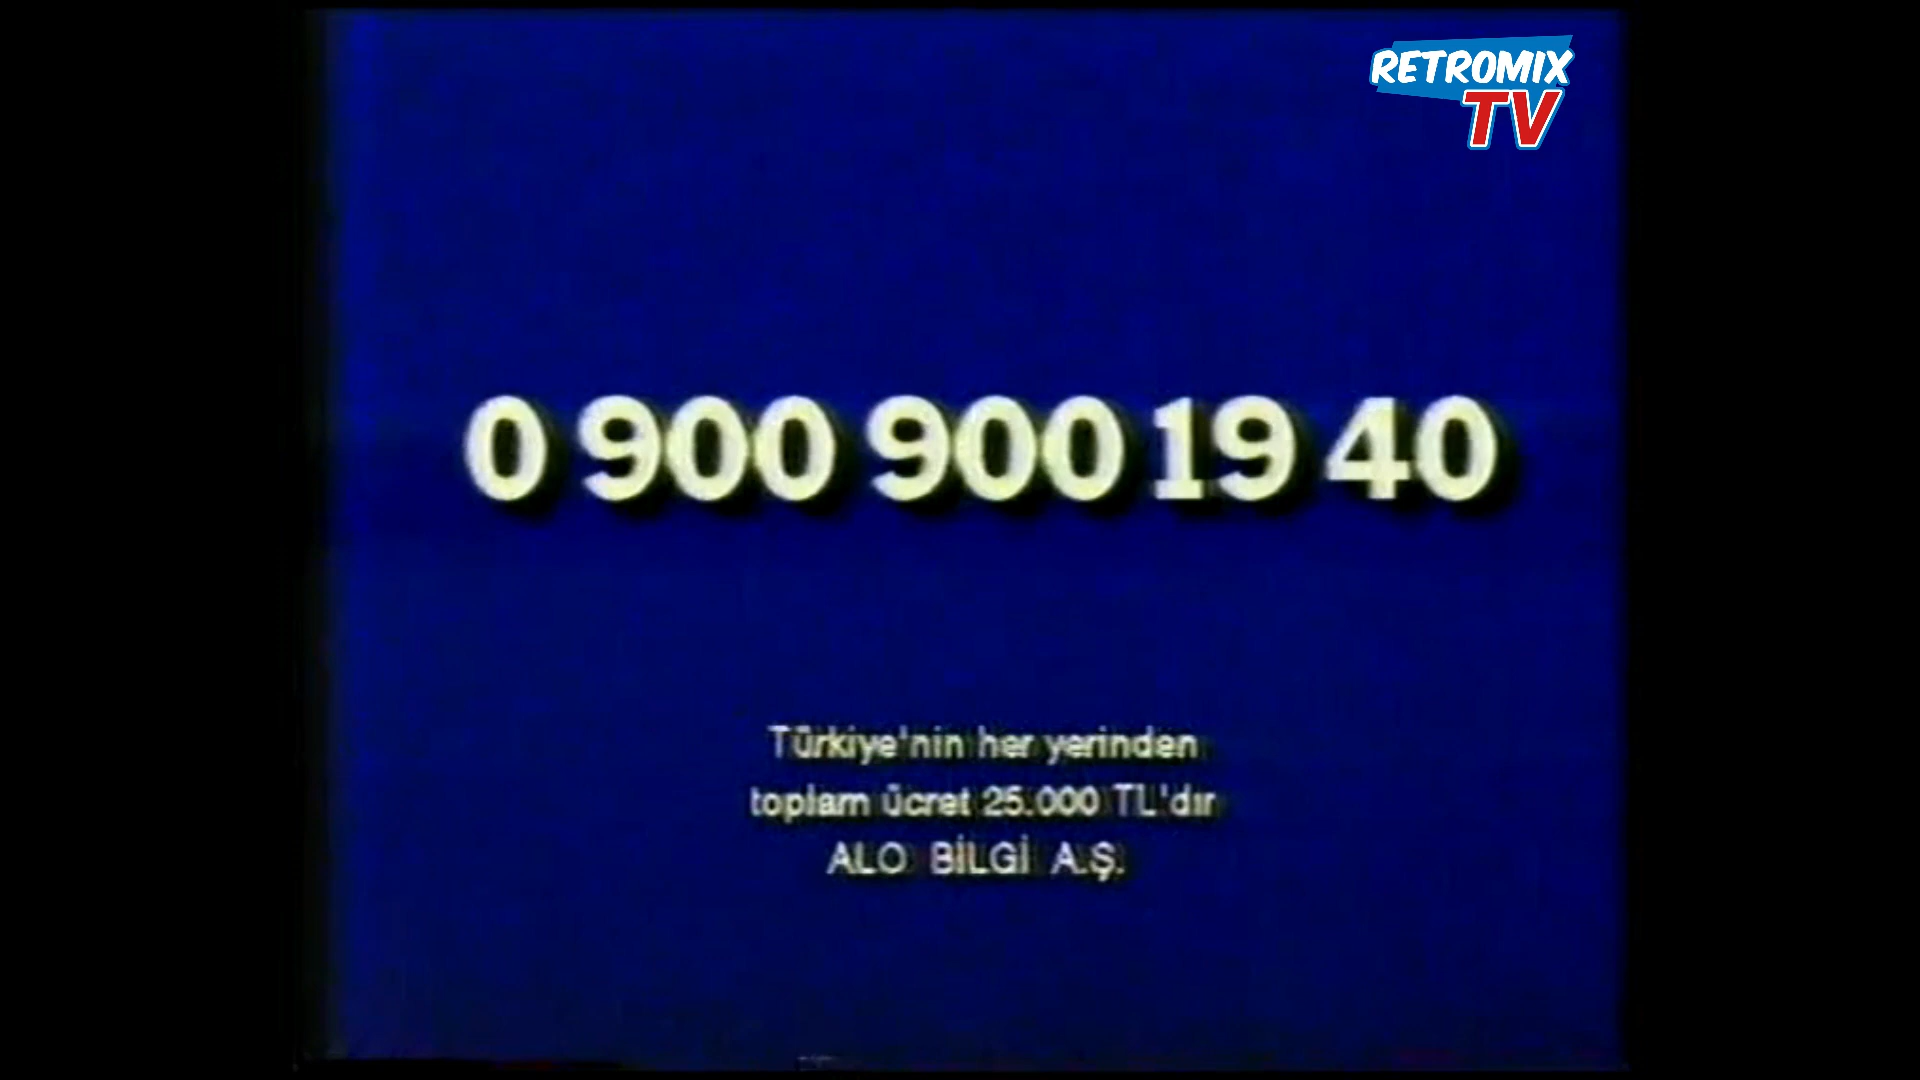 RETROMIX
TV
0 900 900 19 40
Türkiye'nin her yerinden
toplam ücret 25.000 TL'dir
ALO BİLGİ A.Ş.